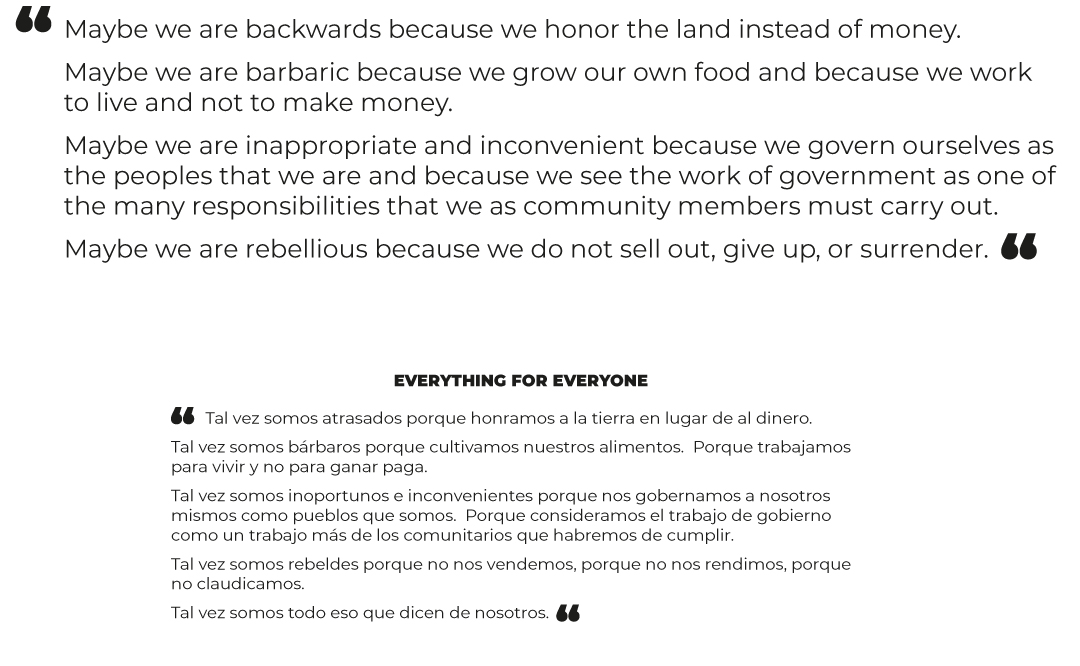 “ Maybe we are backwards because we honor the land instead of money.
Maybe we are barbaric because we grow our own food and because we work
to live and not to make money.
Maybe we are inappropriate and inconvenient because we govern ourselves as
the peoples that we are and because we see the work of government as one of
the many responsibilities that we as community members must carry out.
Maybe we are rebellious because we do not sell out, give up, or surrender. “
EVERYTHING FOR EVERYONE
“ Tal vez somos atrasados porque honramos a la tierra en lugar de al dinero.
Tal vez somos bárbaros porque cultivamos nuestros alimentos.  Porque trabajamos
para vivir y no para ganar paga.
Tal vez somos inoportunos e inconvenientes porque nos gobernamos a nosotros
mismos como pueblos que somos.  Porque consideramos el trabajo de gobierno
como un trabajo más de los comunitarios que habremos de cumplir.
Tal vez somos rebeldes porque no nos vendemos, porque no nos rendimos, porque
no claudicamos.
Tal vez somos todo eso que dicen de nosotros. “